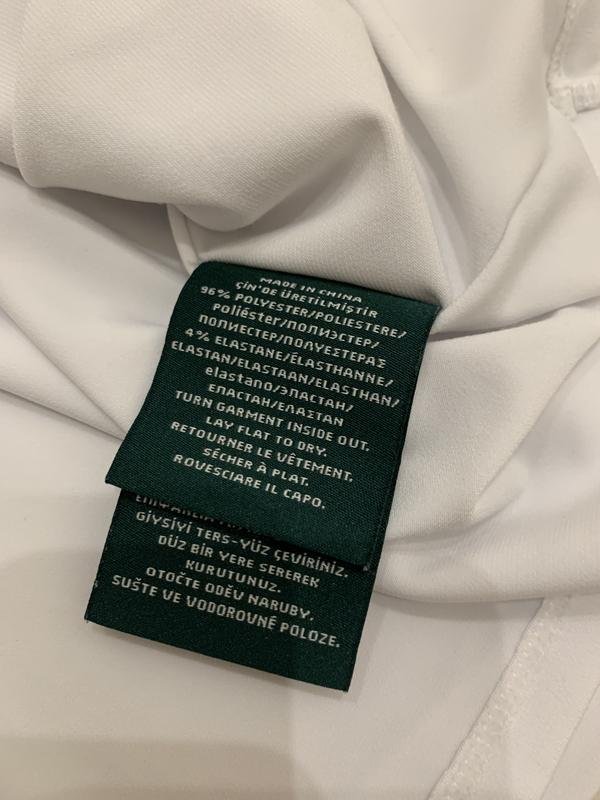 MADE IN CHINA
ÇİN'DE ÜRETİLMİŞTİR
96% POLYESTER/POLIESTERE/
Poliéster/ПОЛИЭСТЕР/
ПОЛИЕСТЕР/ΠΟΛΥΕΣΤΕΡΑΣ
4% ELASTANE/ÉLASTHANNE/
ELASTAN/ELASTAAN/ELASTHAN/
elastano/ЭЛАСТАН/
ЕЛАСТАН/ΕΛΑΣΤΑΝ
TURN GARMENT INSIDE OUT.
LAY FLAT TO DRY.
RETOURNER LE VÊTEMENT.
SÉCHER À PLAT.
ROVESCIARE IL CAPO.
GİYSİYİ TERS-YÜZ ÇEVİRİNİZ.
DÜZ BİR YERE SEREREK
KURUTUNUZ.
OTOČTE ODĚV NARUBY.
SUŠTE VE VODOROVNÉ POLOZE.